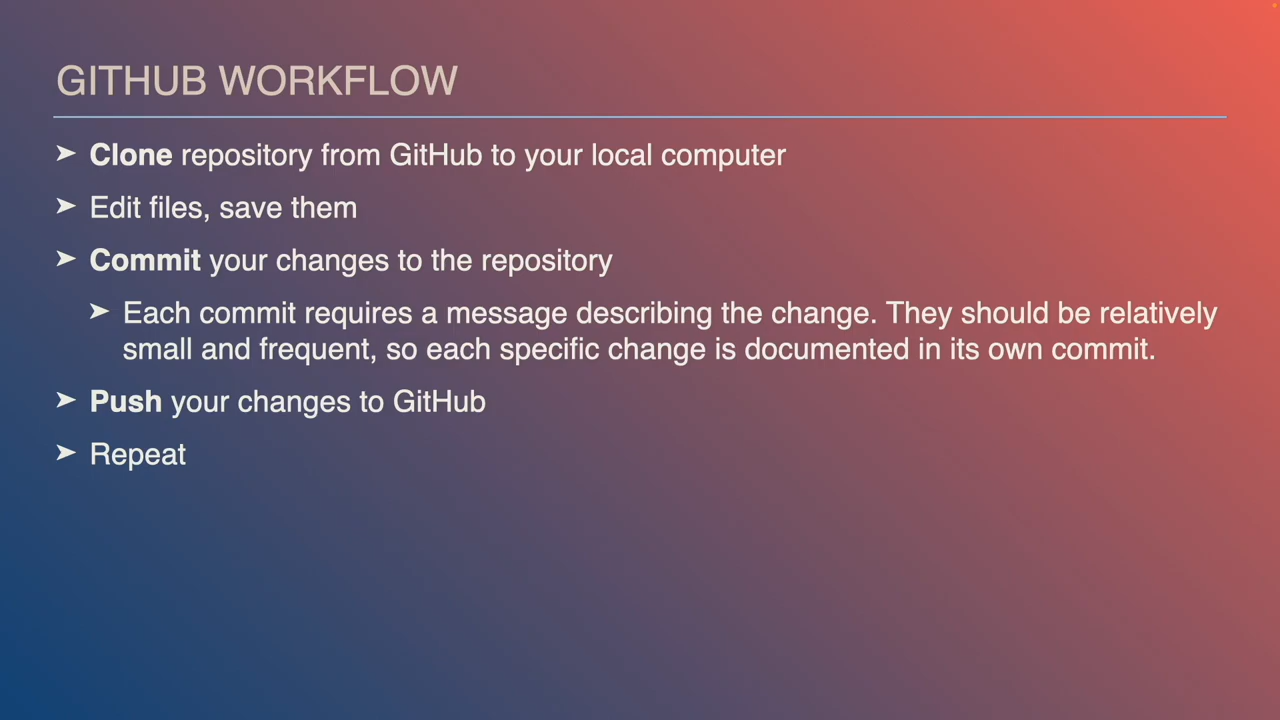 GITHUB WORKFLOW
➤ Clone repository from GitHub to your local computer
➤ Edit files, save them
➤ Commit your changes to the repository
➤ Each commit requires a message describing the change. They should be relatively
small and frequent, so each specific change is documented in its own commit.
➤ Push your changes to GitHub
➤ Repeat